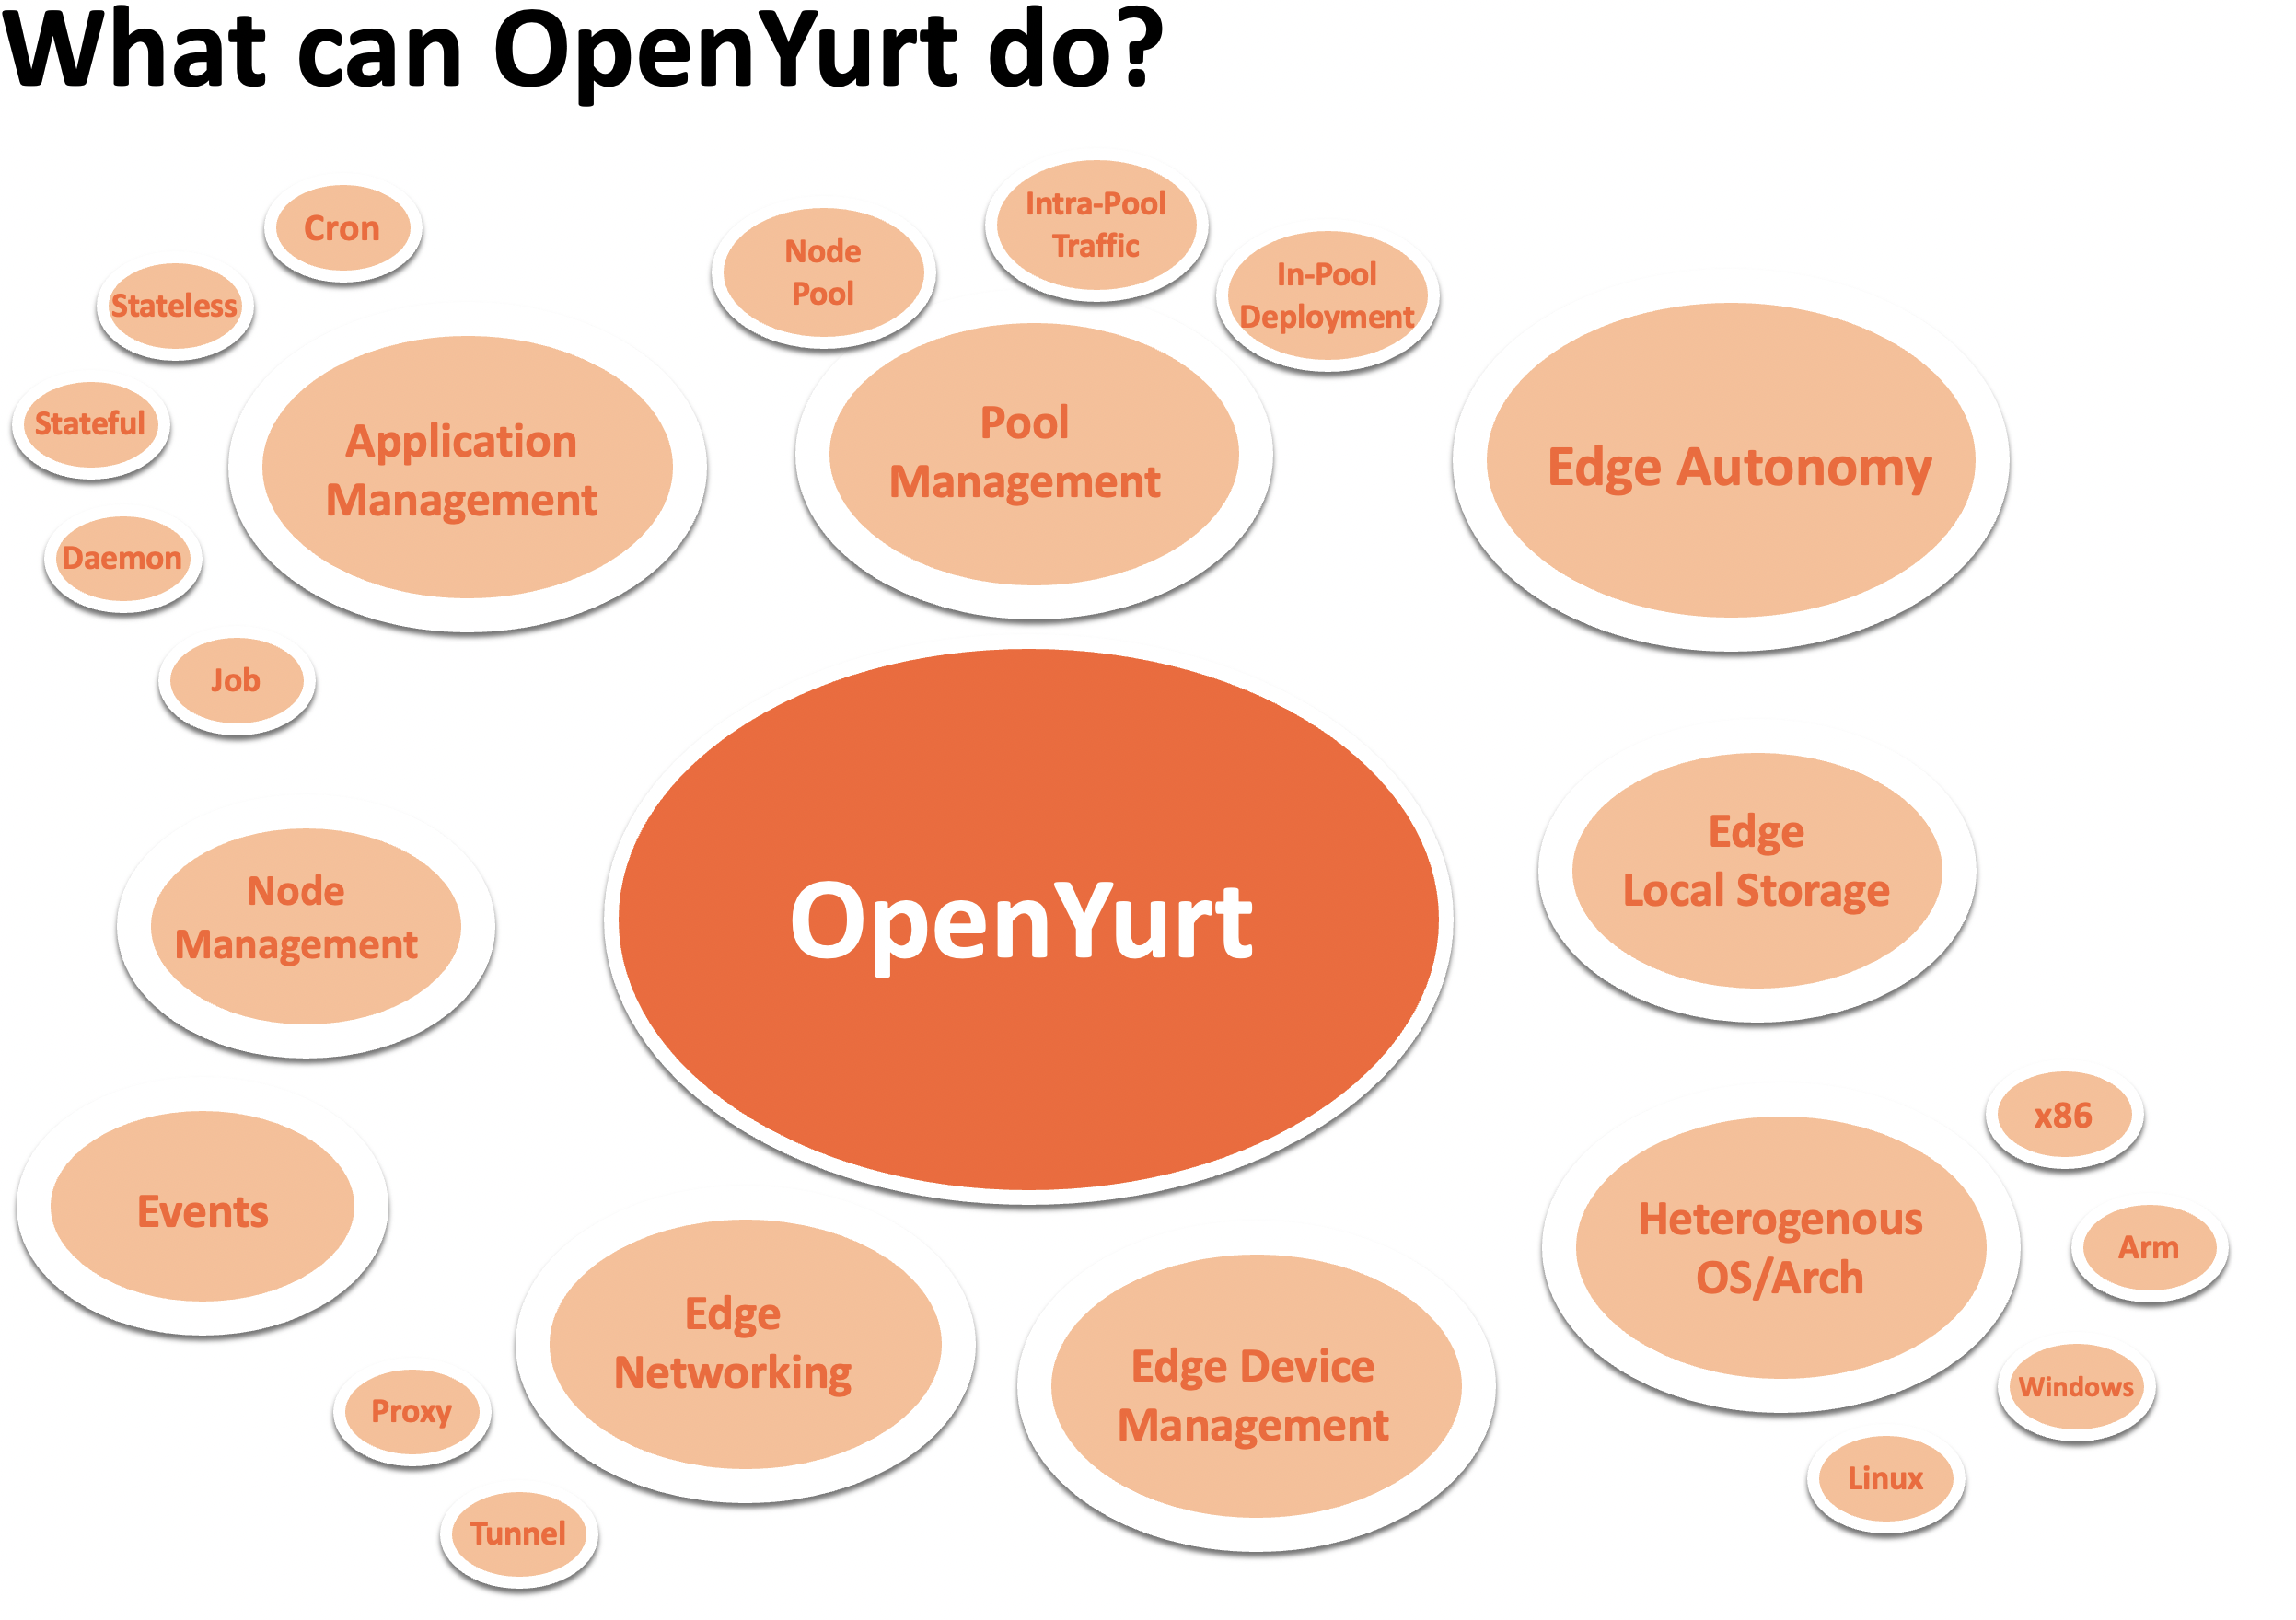 What can OpenYurt do?
Cron
Stateless
Stateful
Daemon
Job
Application
Management
Node
Pool
Intra-Pool
Traffic
In-Pool
Deployment
Pool
Management
Edge Autonomy
OpenYurt
Node
Management
Edge
Local Storage
Events
Edge
Networking
Proxy
Tunnel
Edge Device
Management
Heterogenous
OS/Arch
x86
Arm
Windows
Linux